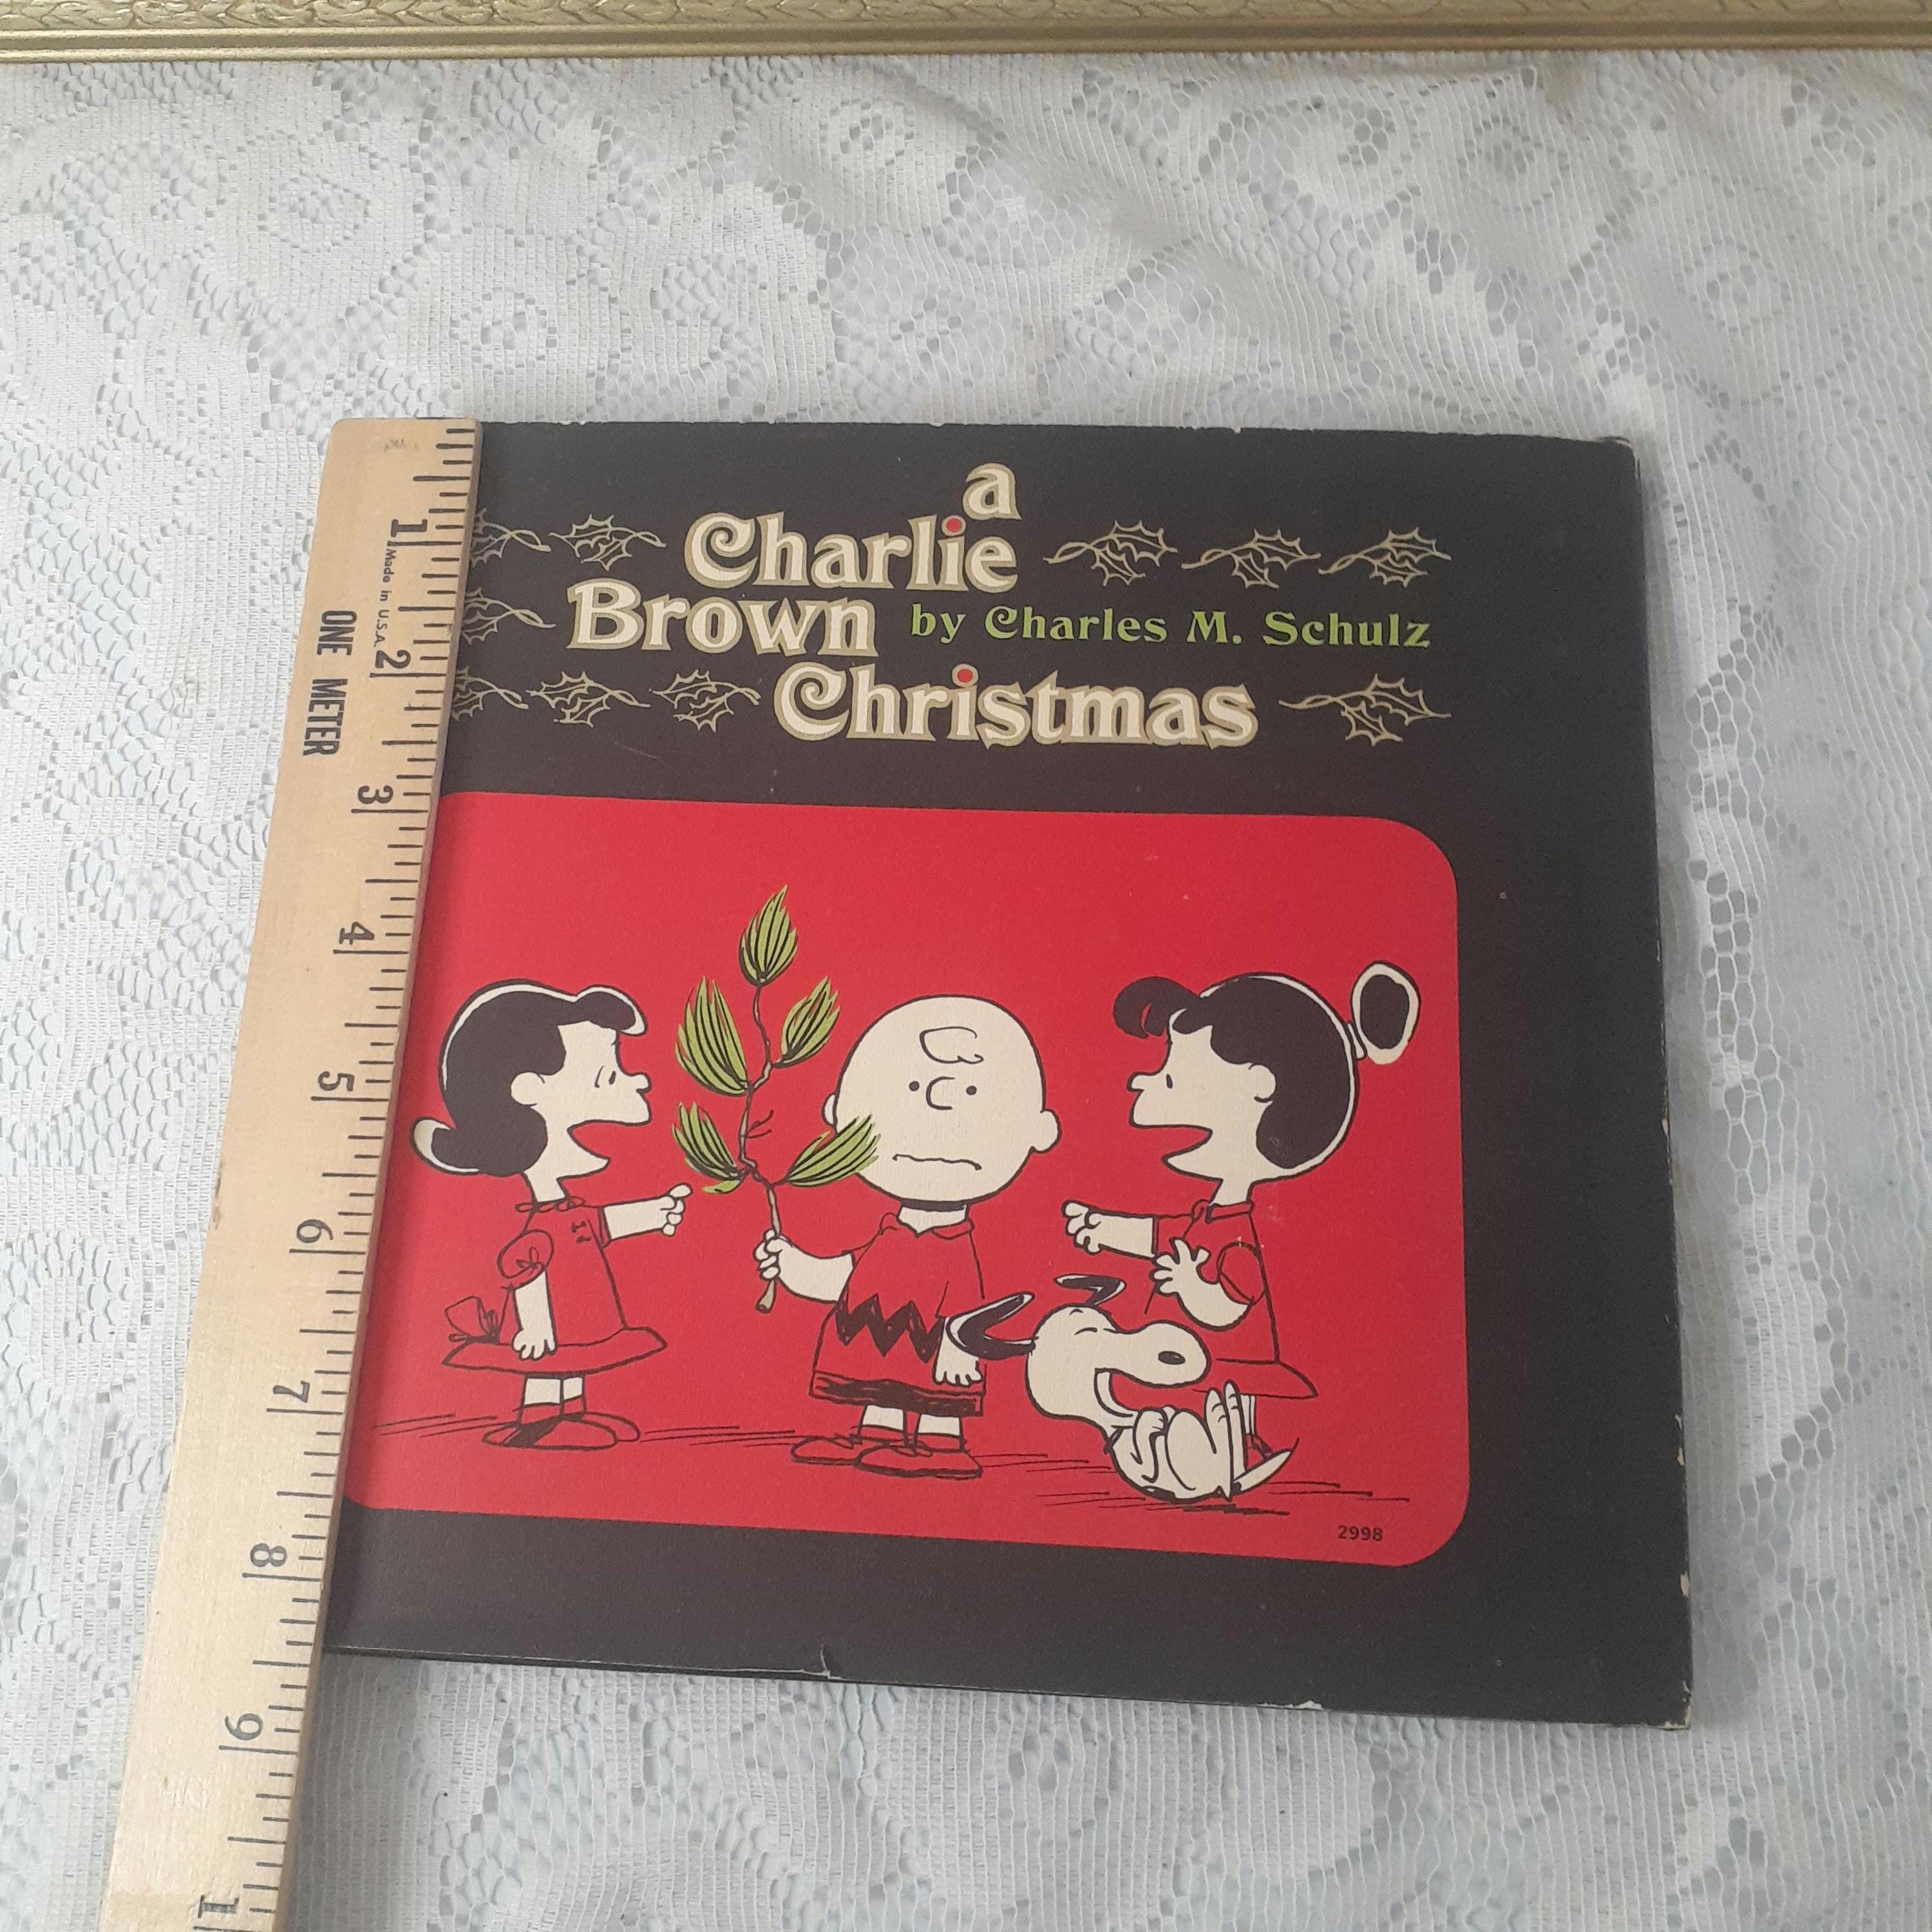 a
Charlie
Brown by Charles M. Schulz
Christmas
2998
1
Made in U.S.A.
ONE METER
2
3
4
5
6
7
8
9
1